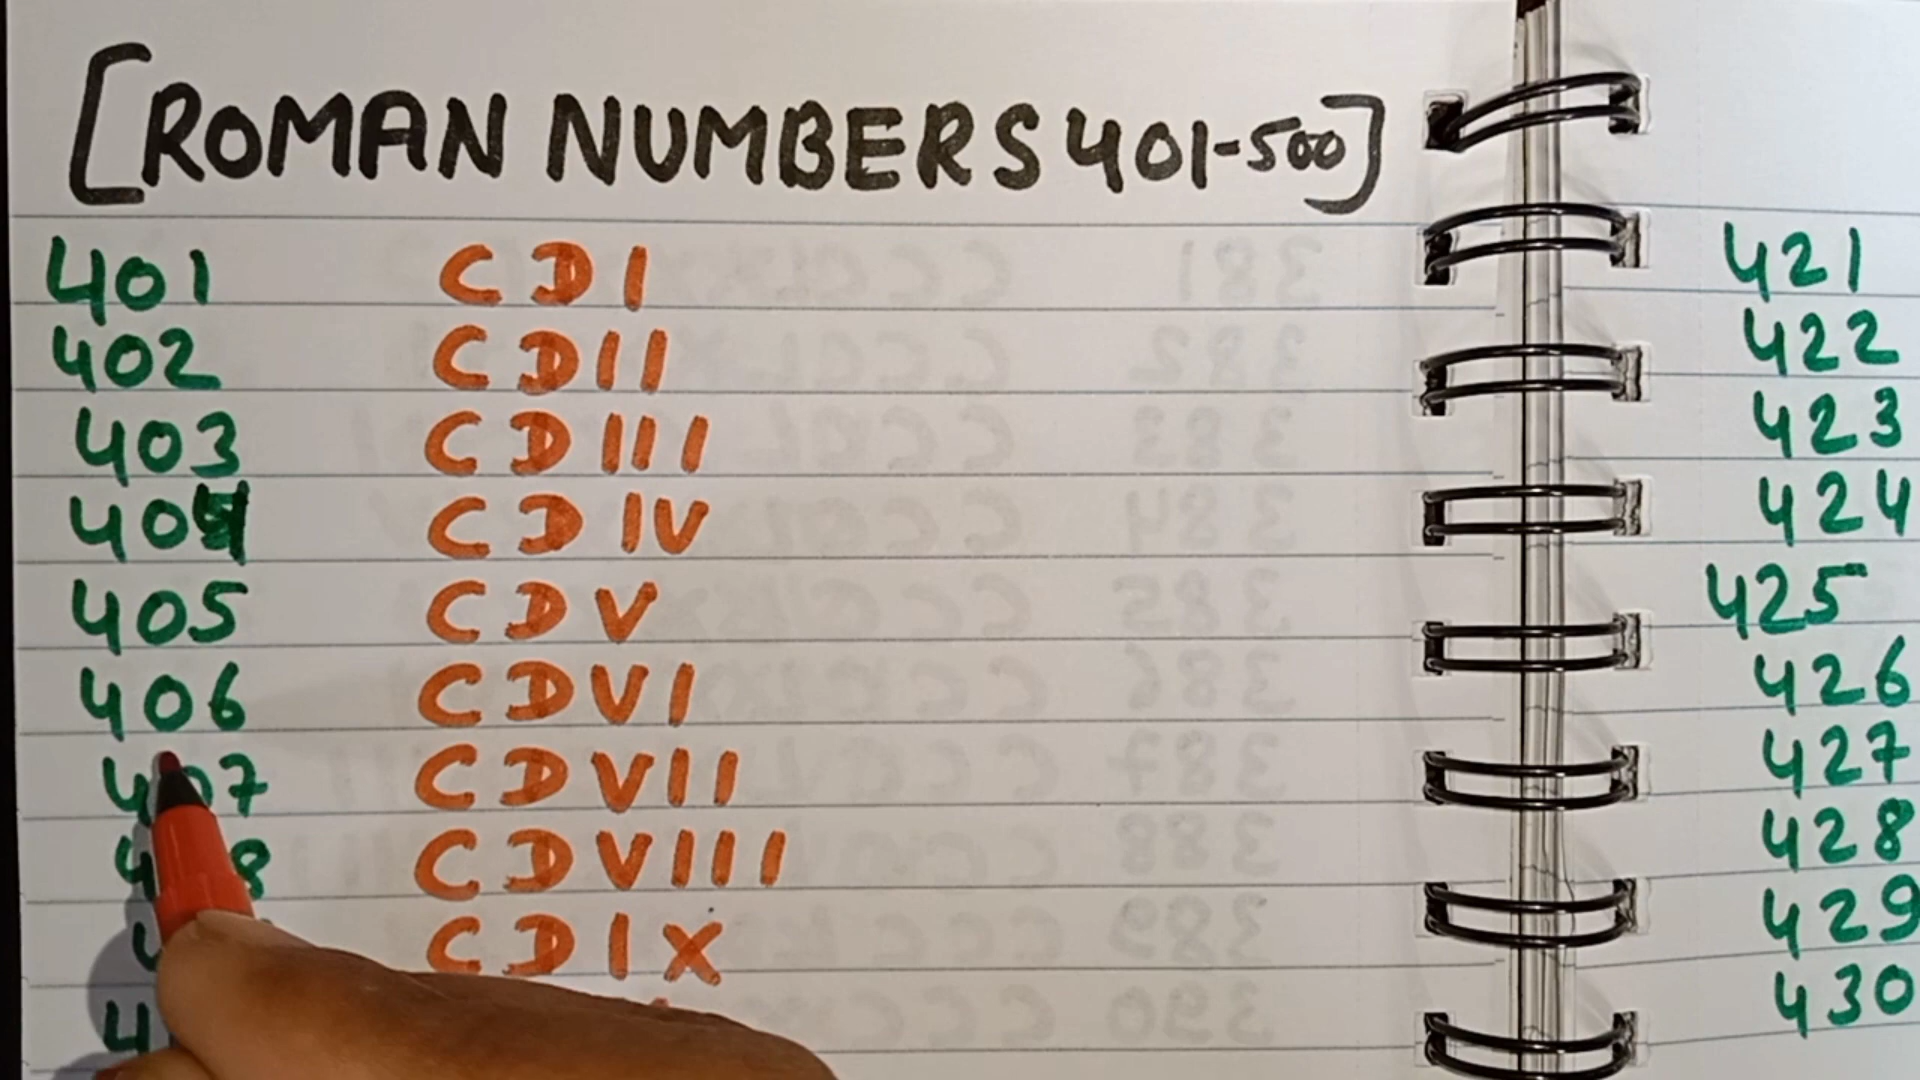 [ROMAN NUMBERS 401-500]
401 CDI
402 CDII
403 CDIII
404 CDIV
405 CDV
406 CDVI
407 CDVII
CDVIII
CDIX
421
422
423
424
425
426
427
428
429
430